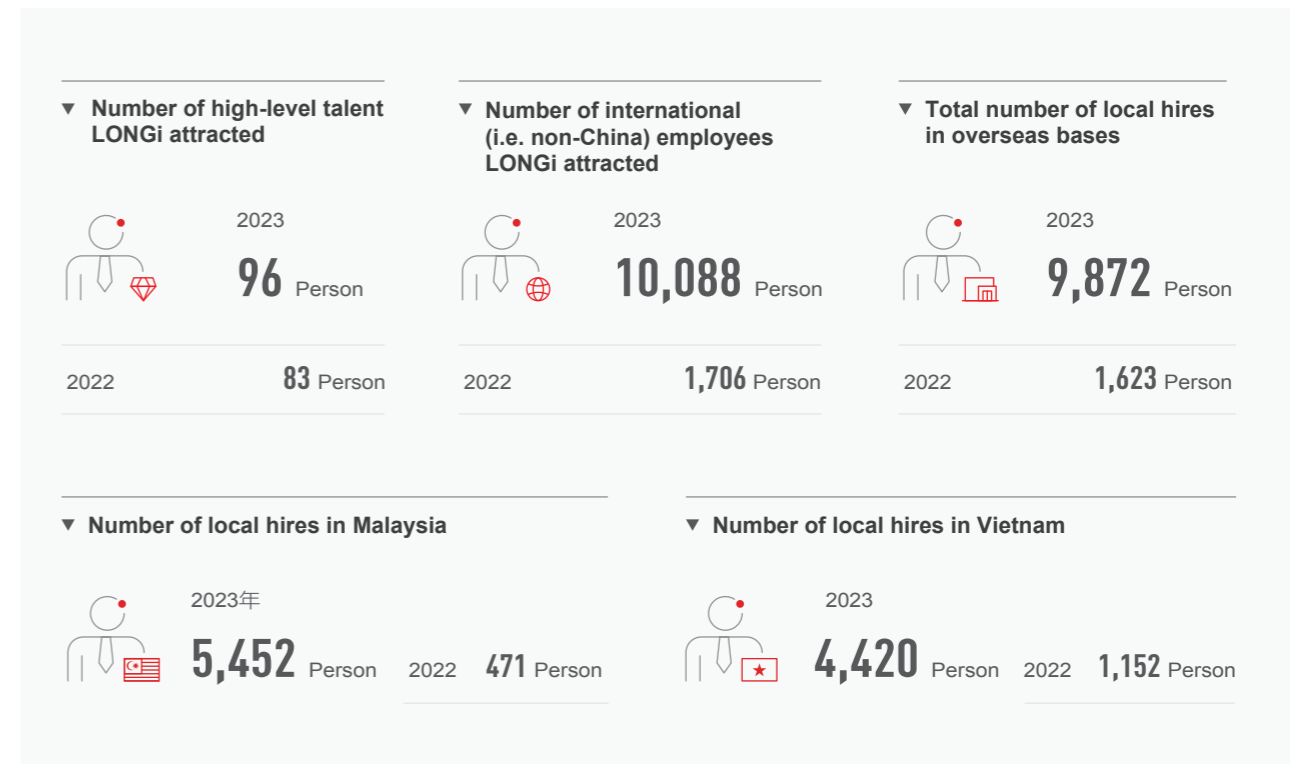 ▼ Number of high-level talent
LONGi attracted
2023
96 Person
2022 83 Person
▼ Number of international
(i.e. non-China) employees
LONGi attracted
2023
10,088 Person
2022 1,706 Person
▼ Total number of local hires
in overseas bases
2023
9,872 Person
2022 1,623 Person
▼ Number of local hires in Malaysia
2023年
5,452 Person 2022 471 Person
▼ Number of local hires in Vietnam
2023
4,420 Person 2022 1,152 Person